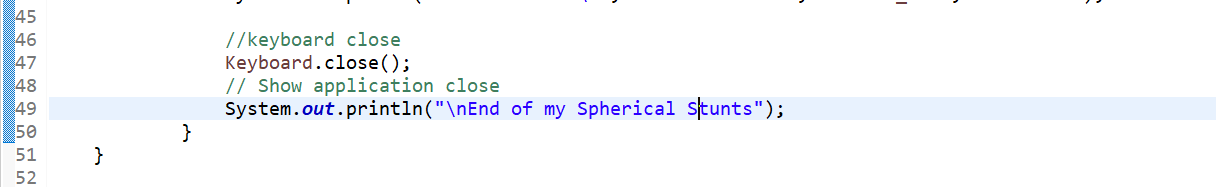 45
46 //keyboard close
47 Keyboard.close();
48 // Show application close
49 System.out.println("\nEnd of my Spherical Stunts");
50 }
51 }
52